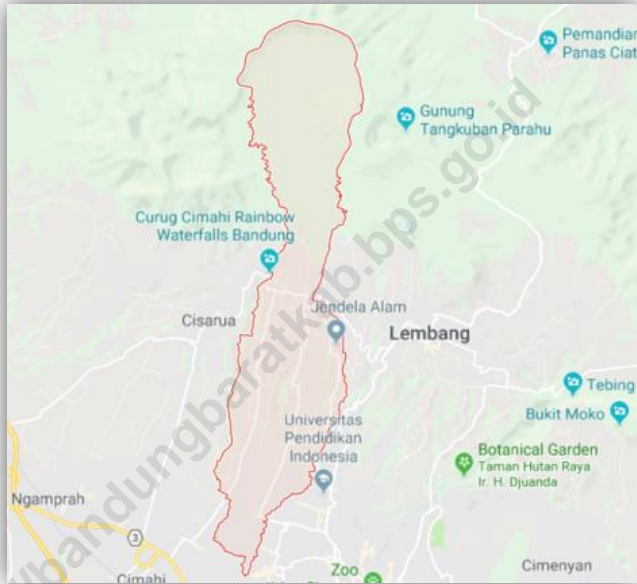 Pemandian
Panas Ciat
Gunung
Tangkuban Parahu
Curug Cimahi Rainbow
Waterfalls Bandung
Cisarua
Jendela Alam
Lembang
Tebing
Bukit Moko
Universitas
Pendidikan
Indonesia
Botanical Garden
Taman Hutan Raya
Ir. H. Djuanda
Ngamprah
3
Cimahi
Zoo
Cimenyan
/bandungbaratkab.bps.go.id